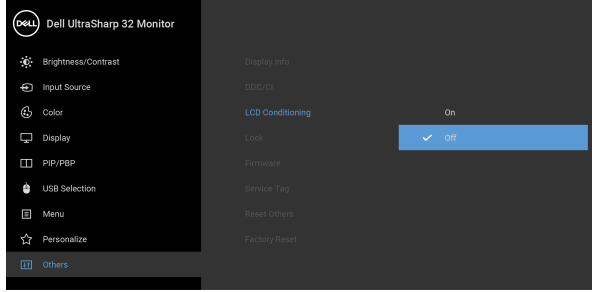 DELL Dell UltraSharp 32 Monitor
Brightness/Contrast
Input Source
Color
Display
PIP/PBP
USB Selection
Menu
Personalize
Others
Display Info
DDC/CI
LCD Conditioning
Lock
Firmware
Service Tag
Reset Others
Factory Reset
On
Off